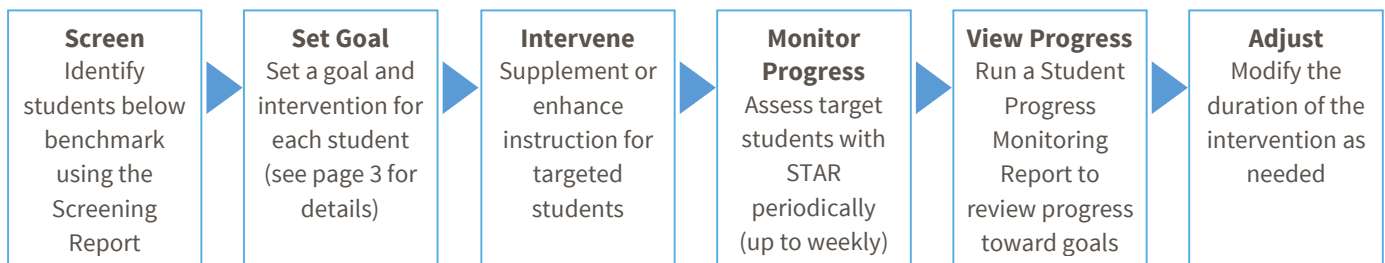 Screen
Identify
students below
benchmark
using the
Screening
Report
Set Goal
Set a goal and
intervention for
each student
(see page 3 for
details)
Intervene
Supplement or
enhance
instruction for
targeted
students
Monitor
Progress
Assess target
students with
STAR
periodically
(up to weekly)
View Progress
Run a Student
Progress
Monitoring
Report to
review progress
toward goals
Adjust
Modify the
duration of the
intervention as
needed